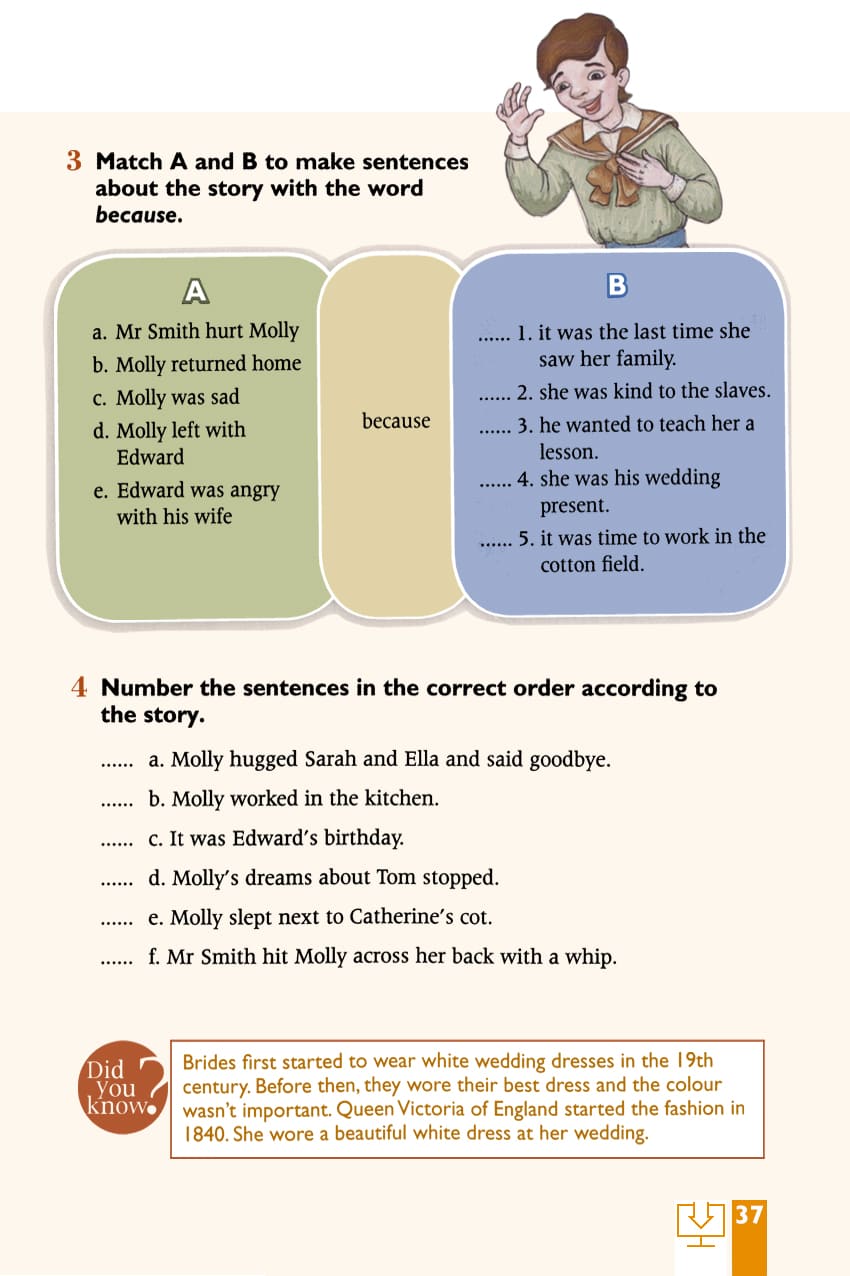 3 Match A and B to make sentences
about the story with the word
because.
A
a. Mr Smith hurt Molly
b. Molly returned home
c. Molly was sad
d. Molly left with
Edward
e. Edward was angry
with his wife
because
B
...... 1. it was the last time she
saw her family.
...... 2. she was kind to the slaves.
...... 3. he wanted to teach her a
lesson.
...... 4. she was his wedding
present.
...... 5. it was time to work in the
cotton field.
4 Number the sentences in the correct order according to
the story.
...... a. Molly hugged Sarah and Ella and said goodbye.
...... b. Molly worked in the kitchen.
...... c. It was Edward's birthday.
...... d. Molly's dreams about Tom stopped.
...... e. Molly slept next to Catherine's cot.
...... f. Mr Smith hit Molly across her back with a whip.
Did
you
know?
Brides first started to wear white wedding dresses in the 19th
century. Before then, they wore their best dress and the colour
wasn't important. Queen Victoria of England started the fashion in
1840. She wore a beautiful white dress at her wedding.
37